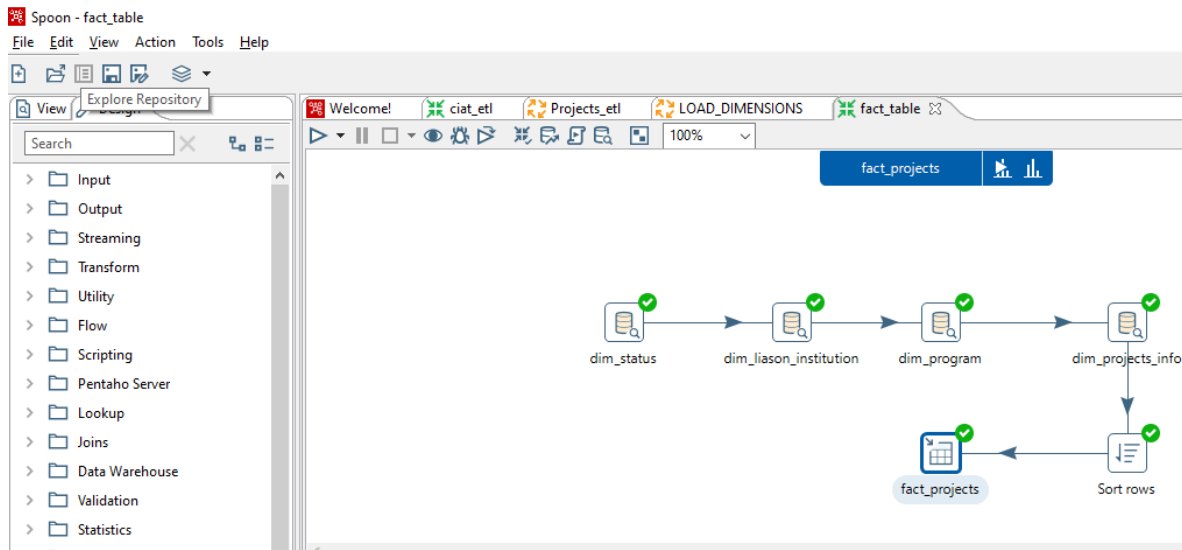 Spoon - fact_table
File Edit View Action Tools Help
Explore Repository
View Design
Welcome! ciat_etl Projects_etl LOAD_DIMENSIONS fact_table
Search
100%
fact_projects
Input
Output
Streaming
Transform
Utility
Flow
Scripting
Pentaho Server
Lookup
Joins
Data Warehouse
Validation
Statistics
dim_status dim_liason_institution dim_program dim_projects_info
fact_projects Sort rows